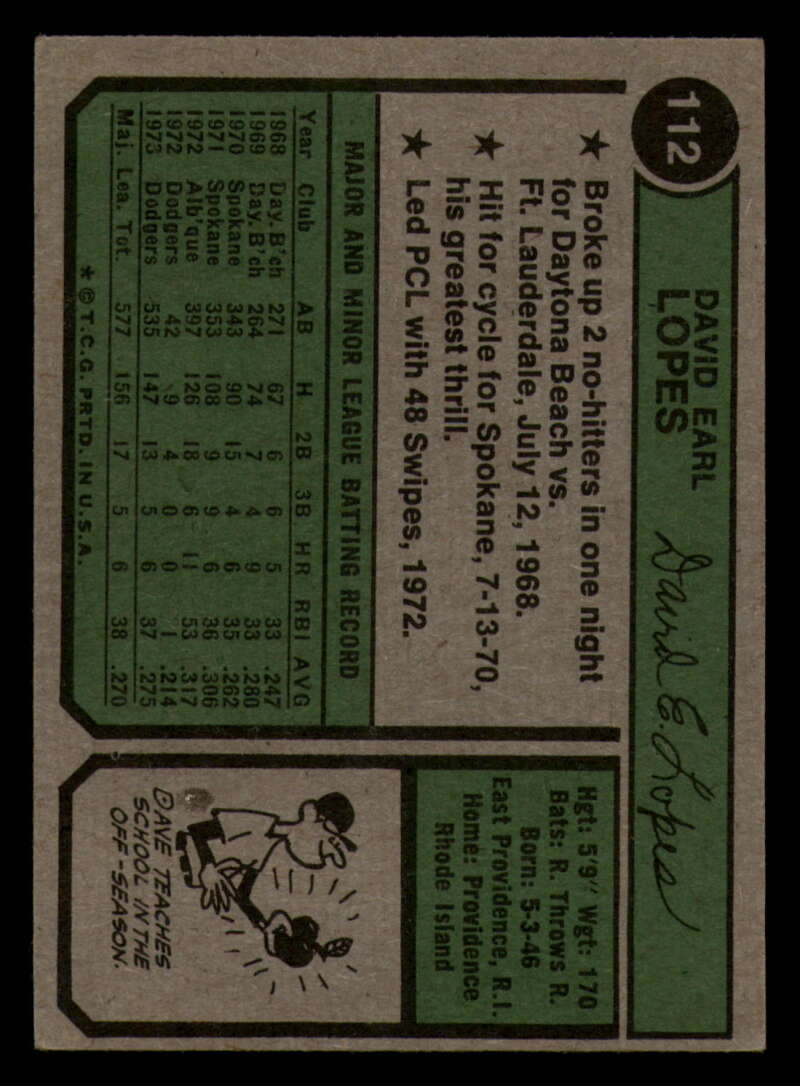 112
DAVID EARL
LOPES
David E. Lopes
★ Broke up 2 no-hitters in one night
for Daytona Beach vs.
Ft. Lauderdale, July 12, 1968.
★ Hit for cycle for Spokane, 7-13-70,
his greatest thrill.
★ Led PCL with 48 Swipes, 1972.
MAJOR AND MINOR LEAGUE BATTING RECORD
Year Club AB H 2B 3B HR RBI AVG
1968 Day. B'ch 271 67 6 6 5 33 .247
1969 Day. B'ch 264 74 7 4 9 33 .280
1970 Spokane 343 90 15 4 6 35 .262
1971 Spokane 353 108 9 9 6 36 .306
1972 Alb'que 397 126 18 6 11 53 .317
1972 Dodgers 42 9 4 0 0 1 .214
1973 Dodgers 535 147 13 5 6 37 .275
Maj. Lea. Tot. 577 156 17 5 6 38 .270
* © T.C.G. PRTD. IN U.S.A.
Hgt: 5'9" Wgt: 170
Bats: R. Throws R.
Born: 5-3-46
East Providence, R.I.
Home: Providence
Rhode Island
DAVE TEACHES
SCHOOL IN THE
OFF-SEASON.